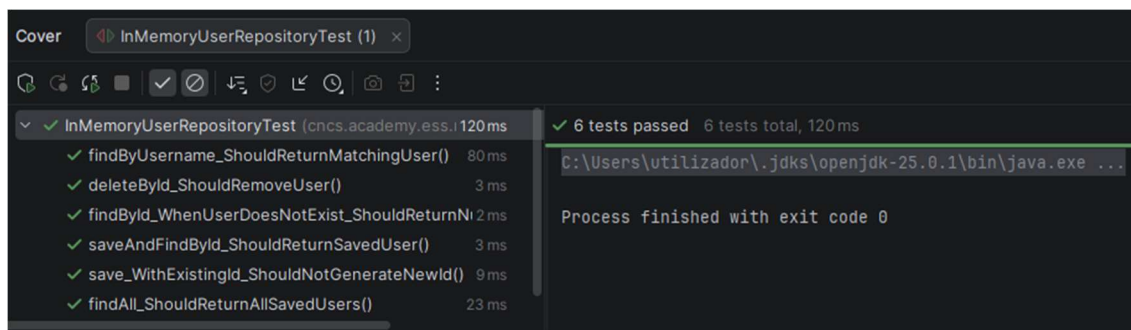 Cover InMemoryUserRepositoryTest (1)
InMemoryUserRepositoryTest (cncs.academy.ess. 120 ms
findByUsername_ShouldReturnMatchingUser() 80 ms
deleteById_ShouldRemoveUser() 3 ms
findById_WhenUserDoesNotExist_ShouldReturnN 2 ms
saveAndFindById_ShouldReturnSavedUser() 3 ms
save_WithExistingId_ShouldNotGenerateNewId() 9 ms
findAll_ShouldReturnAllSavedUsers() 23 ms
6 tests passed 6 tests total, 120 ms
C:\Users\utilizador\.jdks\openjdk-25.0.1\bin\java.exe ...
Process finished with exit code 0